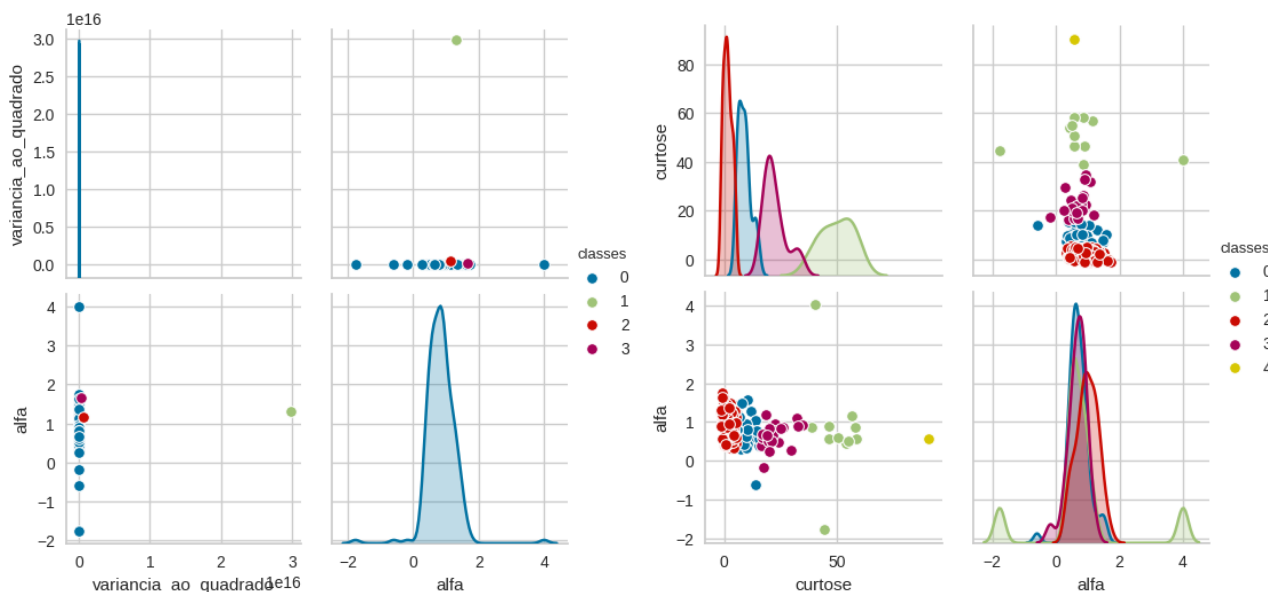 1e16
3.0
2.5
2.0
1.5
1.0
0.5
0.0
variancia_ao_quadrado
4
3
2
1
0
−1
−2
alfa
0 1 2 3
1e16
variancia_ao_quadrado
−2 0 2 4
alfa
classes
0
1
2
3
80
60
40
20
0
curtose
4
3
2
1
0
−1
−2
alfa
0 50
curtose
−2 0 2 4
alfa
classes
0
1
2
3
4